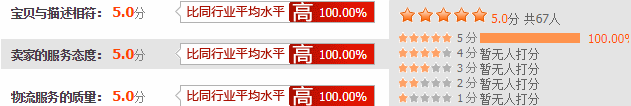 宝贝与描述相符： 5.0分 比同行业平均水平 高 100.00%
卖家的服务态度： 5.0分 比同行业平均水平 高 100.00%
物流服务的质量： 5.0分 比同行业平均水平 高 100.00%
5.0分 共67人
5分 100.00%
4分 暂无人打分
3分 暂无人打分
2分 暂无人打分
1分 暂无人打分